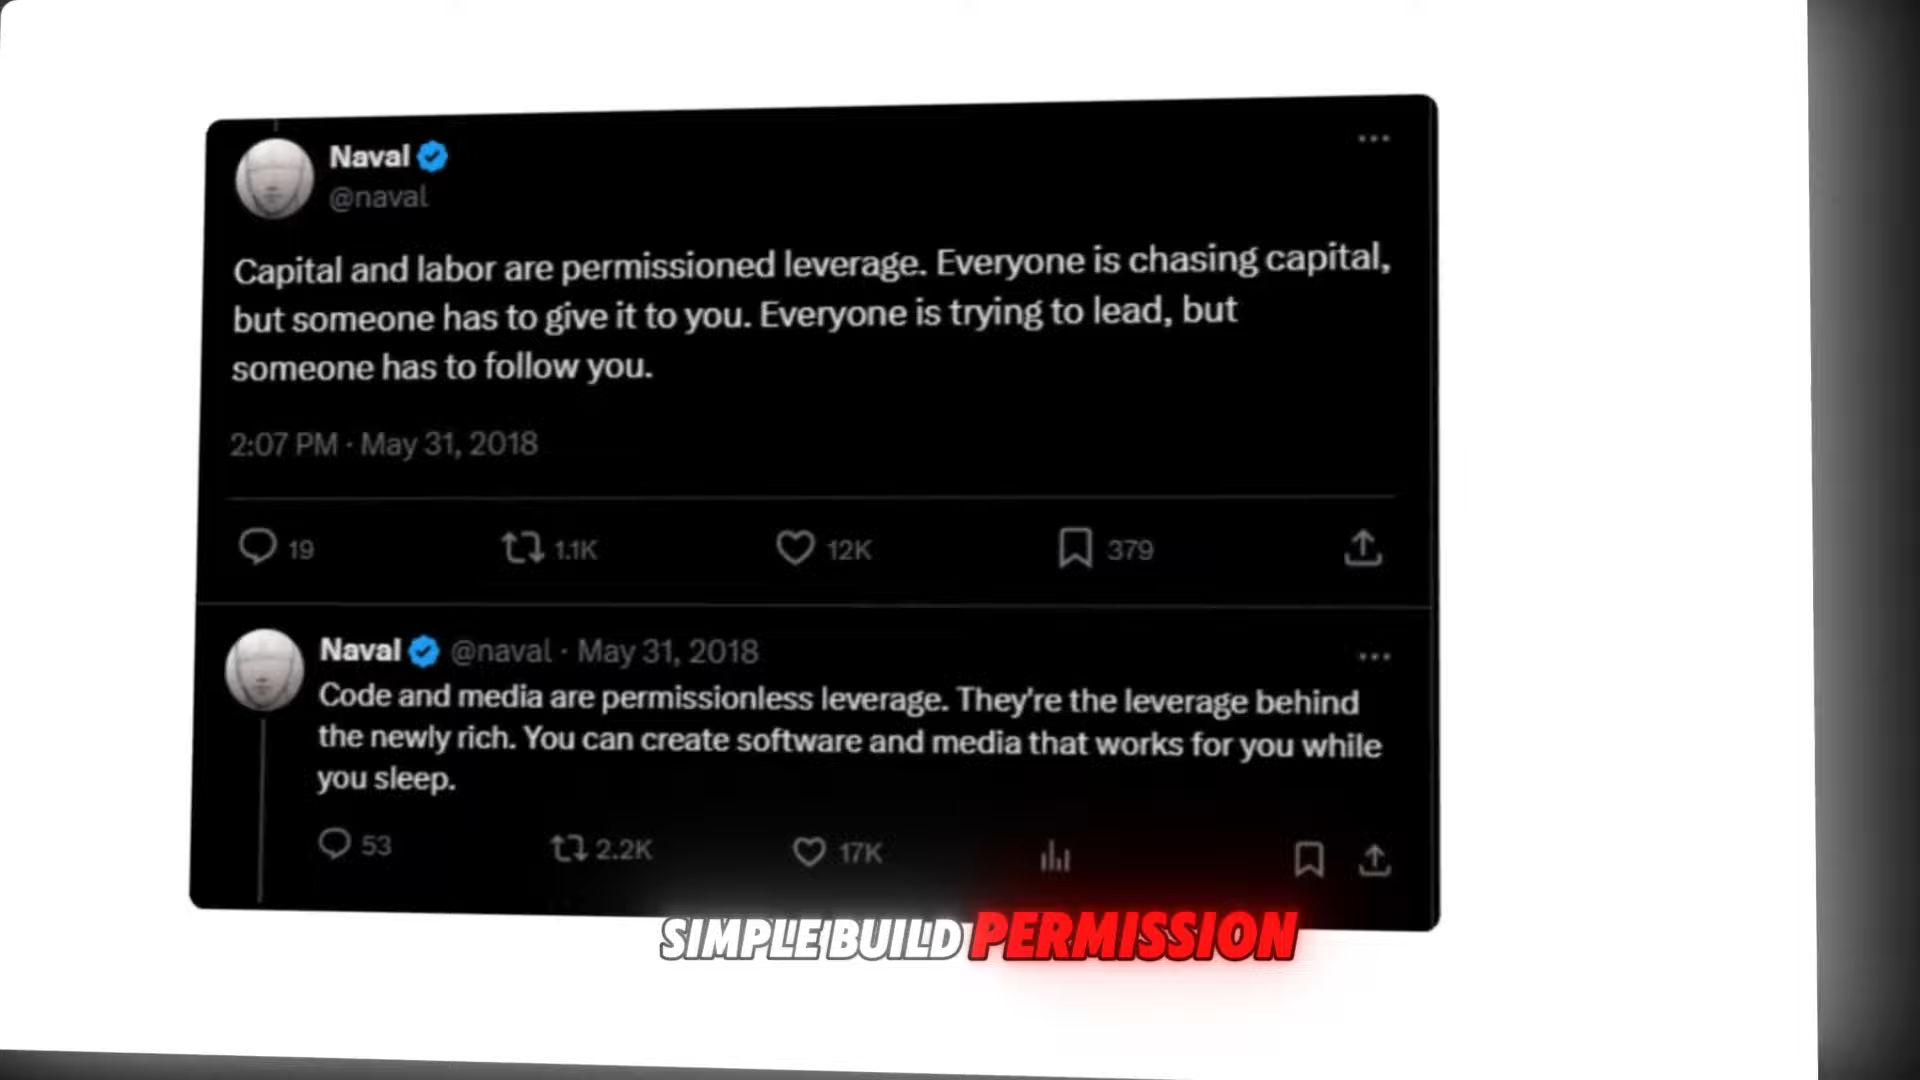 Naval
@naval
Capital and labor are permissioned leverage. Everyone is chasing capital,
but someone has to give it to you. Everyone is trying to lead, but
someone has to follow you.
2:07 PM · May 31, 2018
19 1.1K 12K 379
Naval @naval · May 31, 2018
Code and media are permissionless leverage. They're the leverage behind
the newly rich. You can create software and media that works for you while
you sleep.
53 2.2K 17K
SIMPLE BUILD PERMISSION